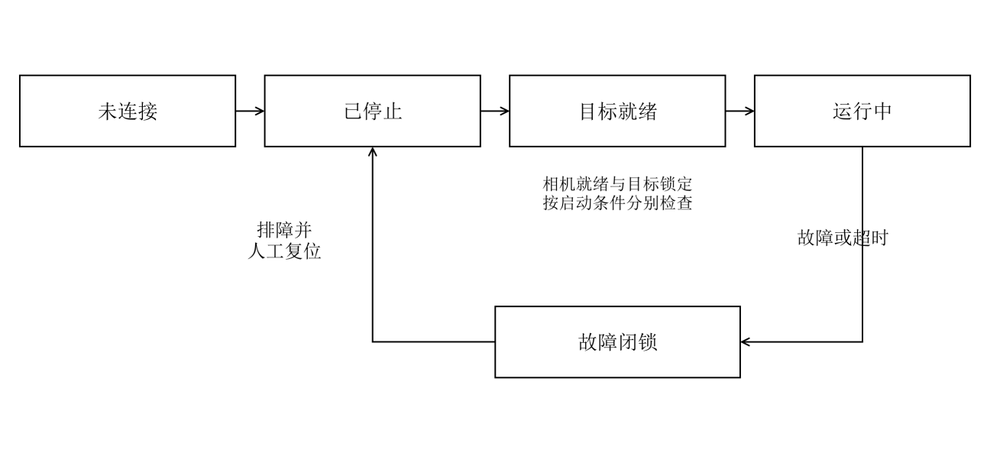 未连接
已停止
目标就绪
运行中
相机就绪与目标锁定
按启动条件分别检查
排障并
人工复位
故障或超时
故障闭锁